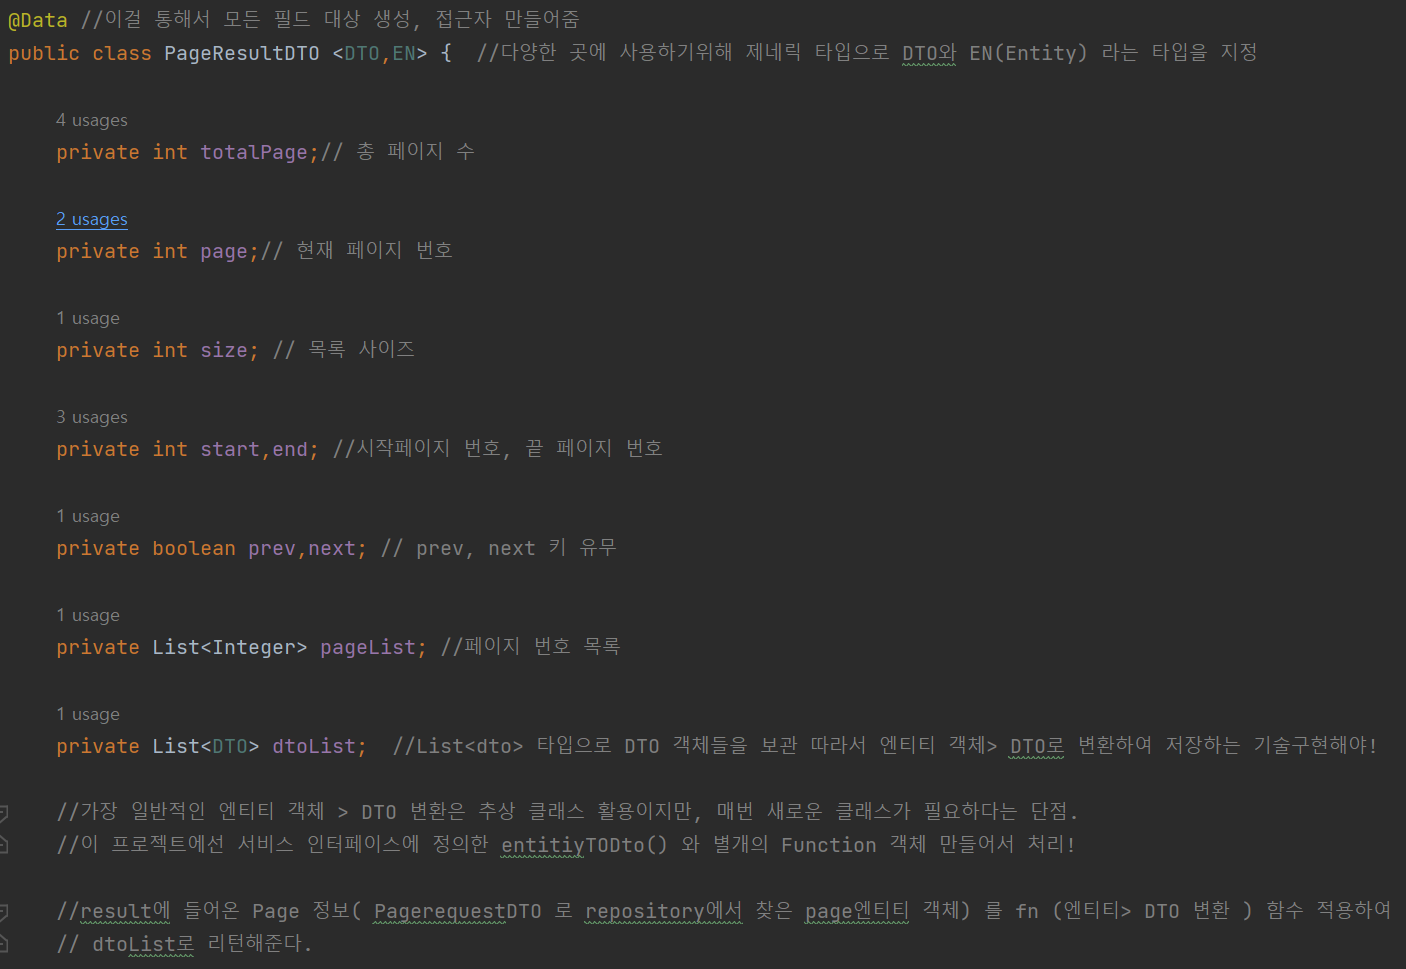 @Data //이걸 통해서 모든 필드 대상 생성, 접근자 만들어줌
public class PageResultDTO <DTO,EN> {  //다양한 곳에 사용하기위해 제네릭 타입으로 DTO와 EN(Entity) 라는 타입을 지정
4 usages
private int totalPage;// 총 페이지 수
2 usages
private int page;// 현재 페이지 번호
1 usage
private int size; // 목록 사이즈
3 usages
private int start,end; //시작페이지 번호, 끝 페이지 번호
1 usage
private boolean prev,next; // prev, next 키 유무
1 usage
private List<Integer> pageList; //페이지 번호 목록
1 usage
private List<DTO> dtoList;  //List<dto> 타입으로 DTO 객체들을 보관 따라서 엔티티 객체> DTO로 변환하여 저장하는 기술구현해야!
//가장 일반적인 엔티티 객체 > DTO 변환은 추상 클래스 활용이지만, 매번 새로운 클래스가 필요하다는 단점.
//이 프로젝트에선 서비스 인터페이스에 정의한 entitiyTODto() 와 별개의 Function 객체 만들어서 처리!
//result에 들어온 Page 정보( PagerequestDTO 로 repository에서 찾은 page엔티티 객체) 를 fn (엔티티> DTO 변환 ) 함수 적용하여
// dtoList로 리턴해준다.